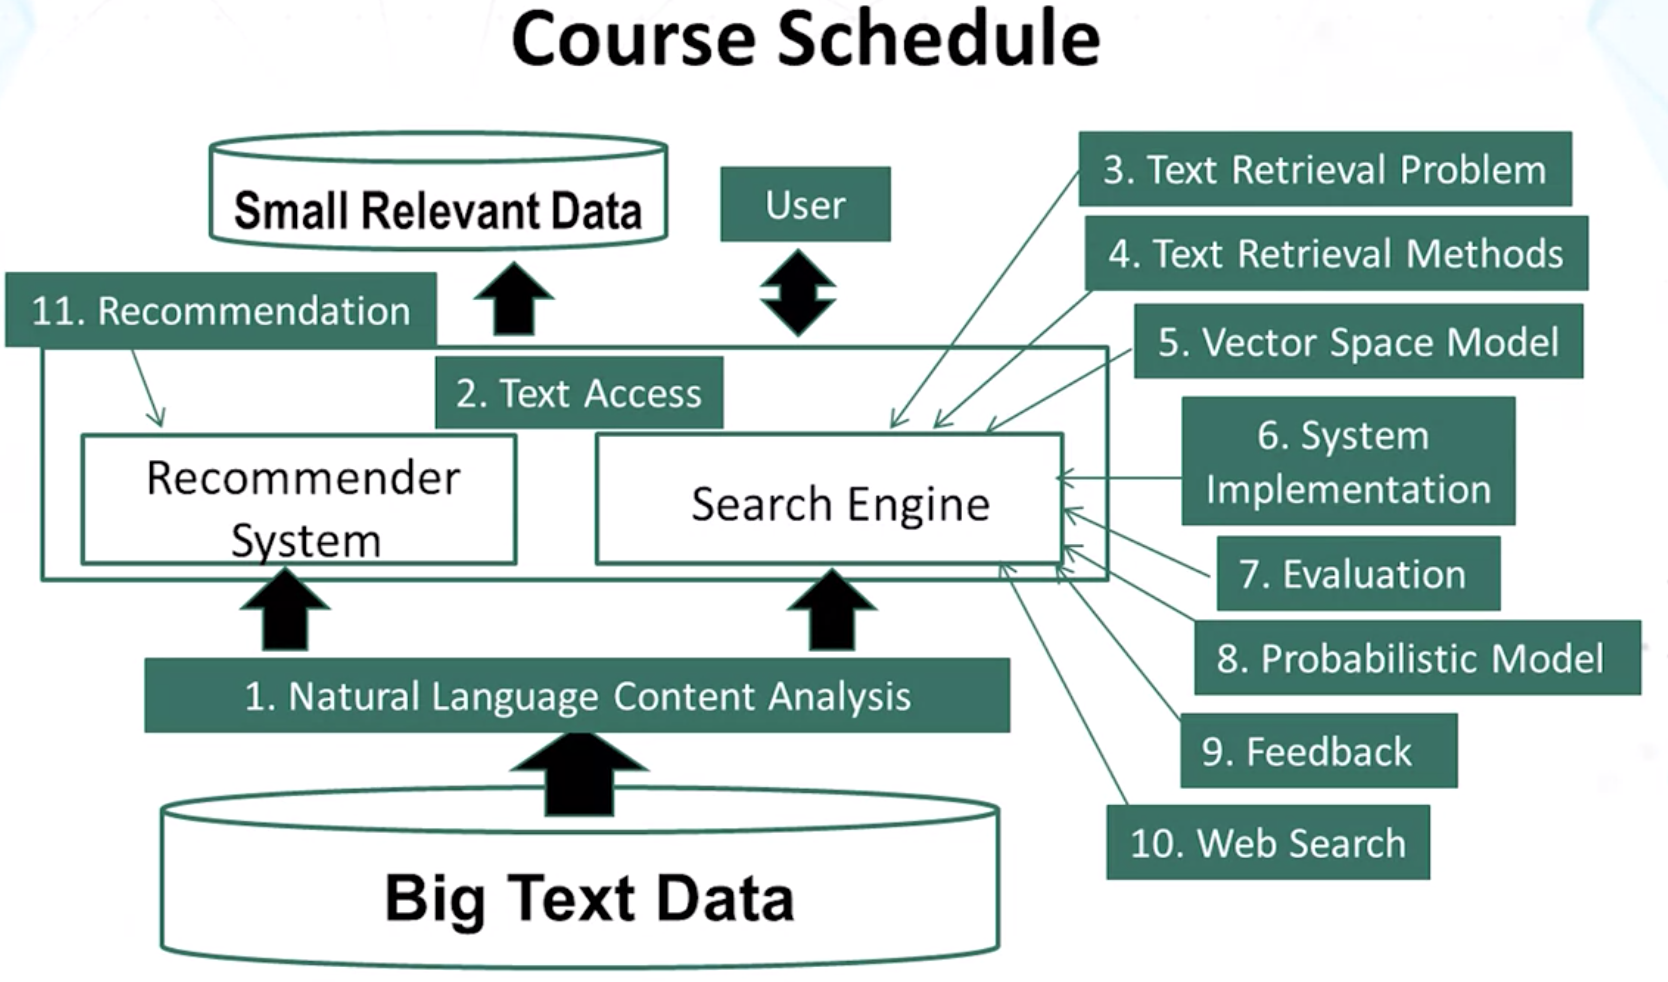 Course Schedule
Small Relevant Data
User
3. Text Retrieval Problem
4. Text Retrieval Methods
11. Recommendation
5. Vector Space Model
2. Text Access
6. System
Implementation
Recommender
System
Search Engine
7. Evaluation
8. Probabilistic Model
1. Natural Language Content Analysis
9. Feedback
10. Web Search
Big Text Data